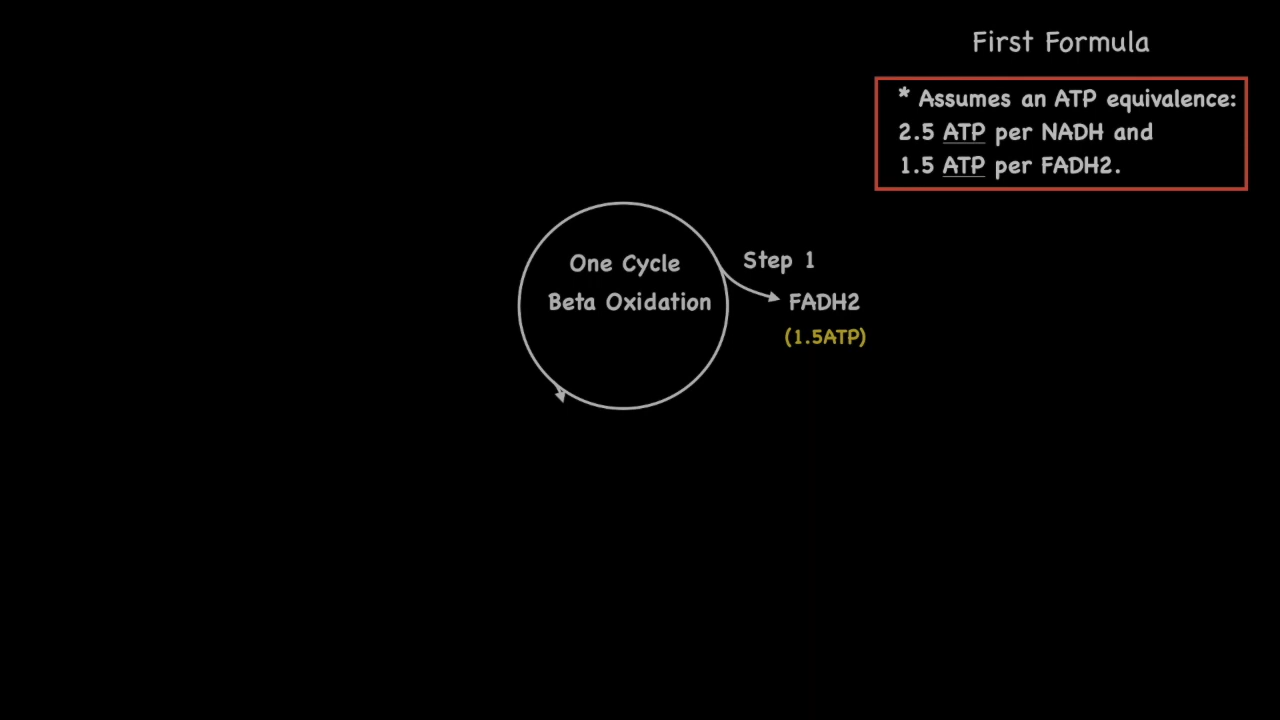 First Formula
* Assumes an ATP equivalence:
2.5 ATP per NADH and
1.5 ATP per FADH2.
One Cycle
Beta Oxidation
Step 1
FADH2
(1.5ATP)